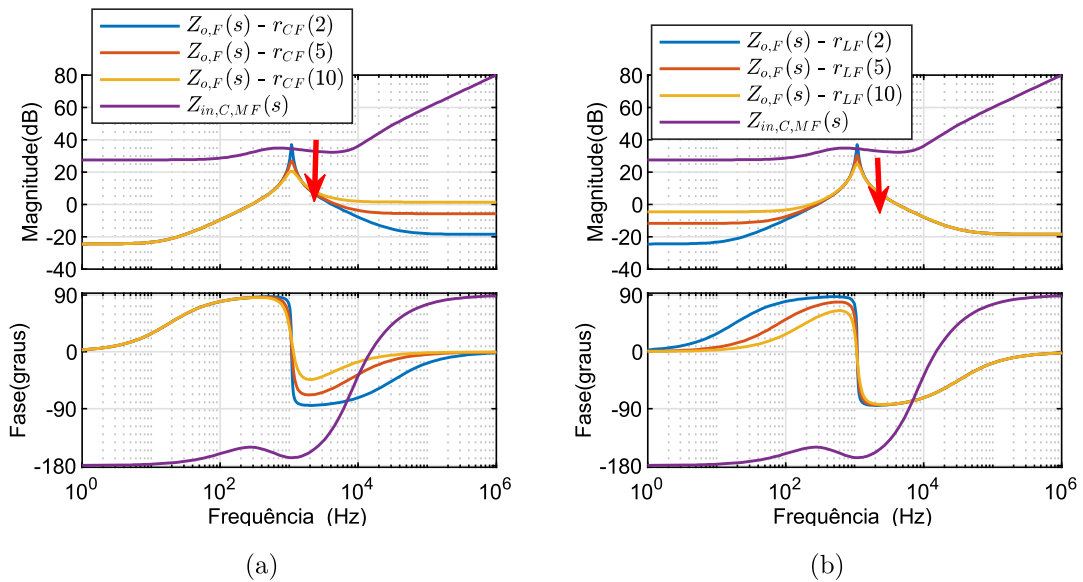 Z_{o,F}(s) - r_{CF}(2)
Z_{o,F}(s) - r_{CF}(5)
Z_{o,F}(s) - r_{CF}(10)
Z_{in,C,MF}(s)
80
60
40
20
0
-20
-40
Magnitude(dB)
90
0
-90
-180
Fase(graus)
10^0
10^2
10^4
10^6
Frequência (Hz)
(a)
Z_{o,F}(s) - r_{LF}(2)
Z_{o,F}(s) - r_{LF}(5)
Z_{o,F}(s) - r_{LF}(10)
Z_{in,C,MF}(s)
80
60
40
20
0
-20
-40
Magnitude(dB)
90
0
-90
-180
Fase(graus)
10^0
10^2
10^4
10^6
Frequência (Hz)
(b)